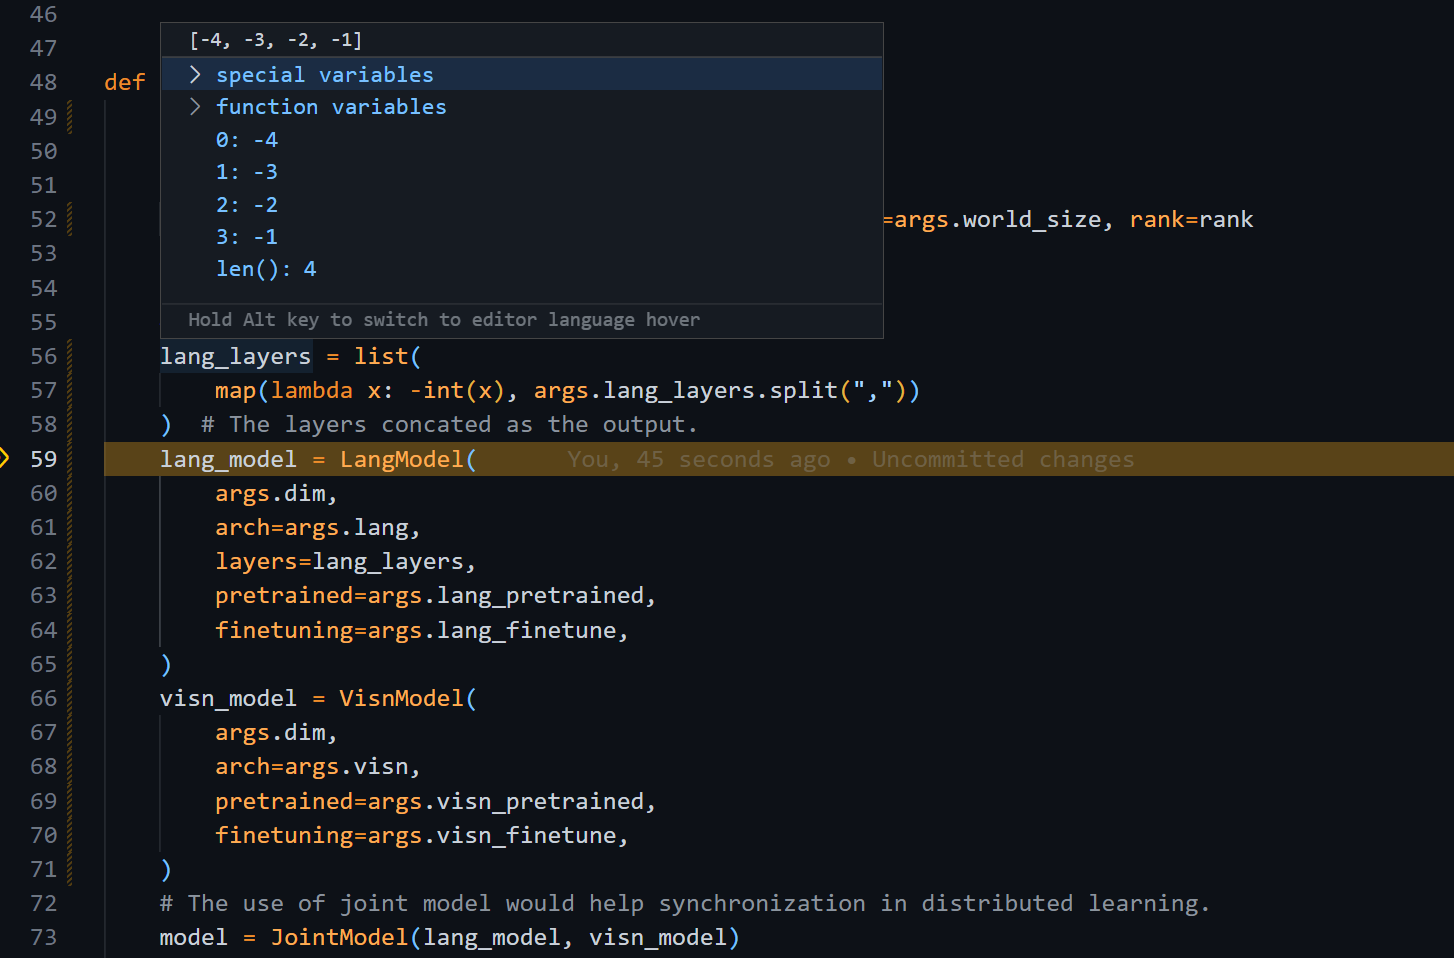 46
[-4, -3, -2, -1]
47
> special variables
48 def
> function variables
49
0: -4
50
1: -3
51
2: -2
52 =args.world_size, rank=rank
3: -1
53
len(): 4
54
55 Hold Alt key to switch to editor language hover
56 lang_layers = list(
57 map(lambda x: -int(x), args.lang_layers.split(","))
58 )  # The layers concated as the output.
59 lang_model = LangModel( You, 45 seconds ago • Uncommitted changes
60 args.dim,
61 arch=args.lang,
62 layers=lang_layers,
63 pretrained=args.lang_pretrained,
64 finetuning=args.lang_finetune,
65 )
66 visn_model = VisnModel(
67 args.dim,
68 arch=args.visn,
69 pretrained=args.visn_pretrained,
70 finetuning=args.visn_finetune,
71 )
72 # The use of joint model would help synchronization in distributed learning.
73 model = JointModel(lang_model, visn_model)